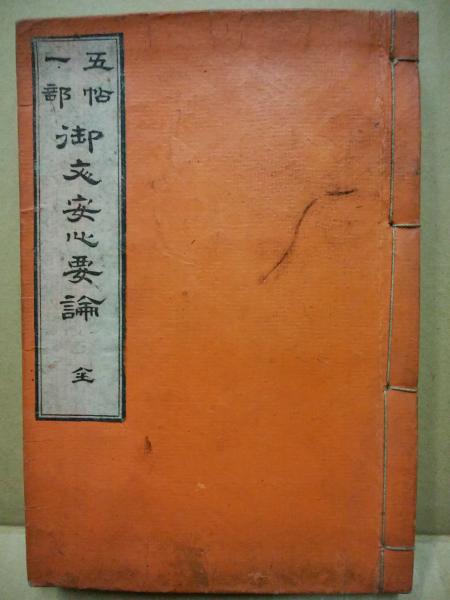 五帖
一部
御文安心要論 全